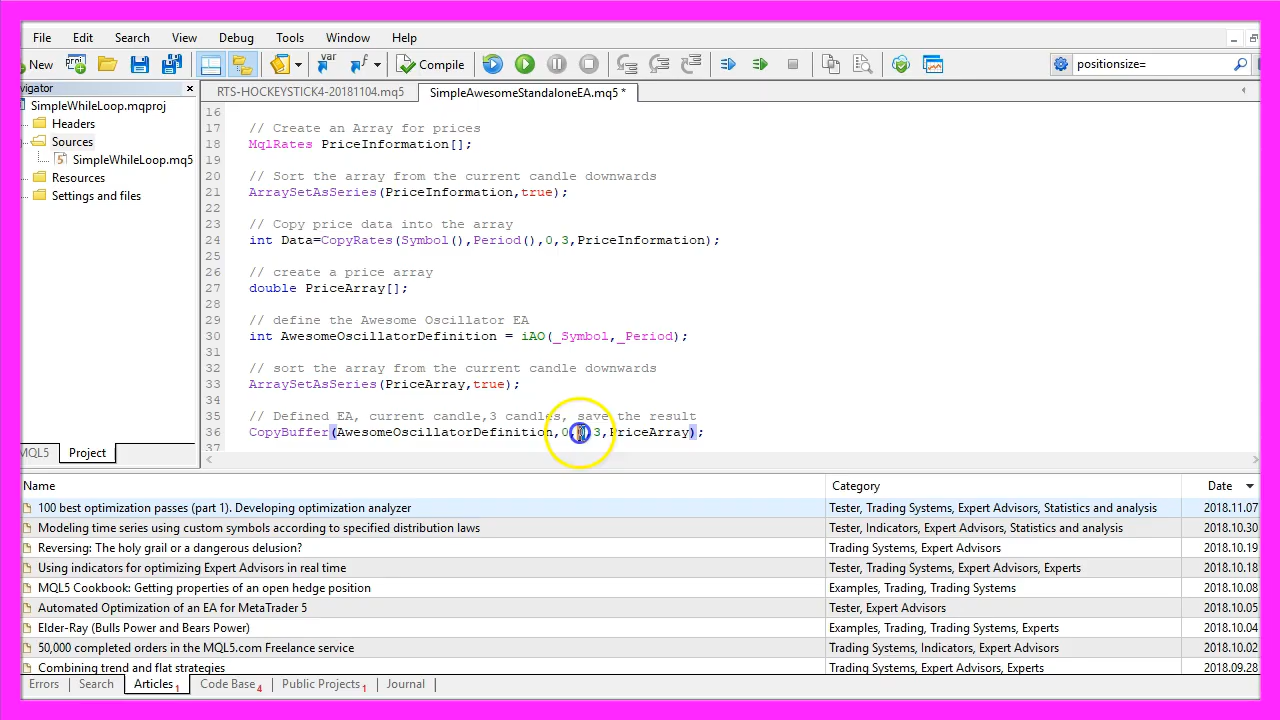 File Edit Search View Debug Tools Window Help
New var Compile positionsize=
vigator
RTS-HOCKEYSTICK4-20181104.mq5 SimpleAwesomeStandaloneEA.mq5 *
SimpleWhileLoop.mqproj
Headers
Sources
SimpleWhileLoop.mq5
Resources
Settings and files
MQL5 Project
16
17 // Create an Array for prices
18 MqlRates PriceInformation[];
19
20 // Sort the array from the current candle downwards
21 ArraySetAsSeries(PriceInformation,true);
22
23 // Copy price data into the array
24 int Data=CopyRates(Symbol(),Period(),0,3,PriceInformation);
25
26 // create a price array
27 double PriceArray[];
28
29 // define the Awesome Oscillator EA
30 int AwesomeOscillatorDefinition = iAO(_Symbol,_Period);
31
32 // sort the array from the current candle downwards
33 ArraySetAsSeries(PriceArray,true);
34
35 // Defined EA, current candle,3 candles, save the result
36 CopyBuffer(AwesomeOscillatorDefinition,0 3,PriceArray);
37
Name Category Date
100 best optimization passes (part 1). Developing optimization analyzer Tester, Trading Systems, Expert Advisors, Statistics and analysis 2018.11.07
Modeling time series using custom symbols according to specified distribution laws Tester, Indicators, Expert Advisors, Statistics and analysis 2018.10.30
Reversing: The holy grail or a dangerous delusion? Trading Systems, Expert Advisors 2018.10.19
Using indicators for optimizing Expert Advisors in real time Tester, Trading Systems, Expert Advisors, Experts 2018.10.18
MQL5 Cookbook: Getting properties of an open hedge position Examples, Trading, Trading Systems 2018.10.08
Automated Optimization of an EA for MetaTrader 5 Tester, Expert Advisors 2018.10.05
Elder-Ray (Bulls Power and Bears Power) Examples, Trading, Trading Systems, Experts 2018.10.04
50,000 completed orders in the MQL5.com Freelance service Trading Systems, Indicators, Expert Advisors 2018.10.02
Combining trend and flat strategies Trading Systems, Expert Advisors, Experts 2018.09.28
Errors Search Articles 1 Code Base 4 Public Projects 1 Journal